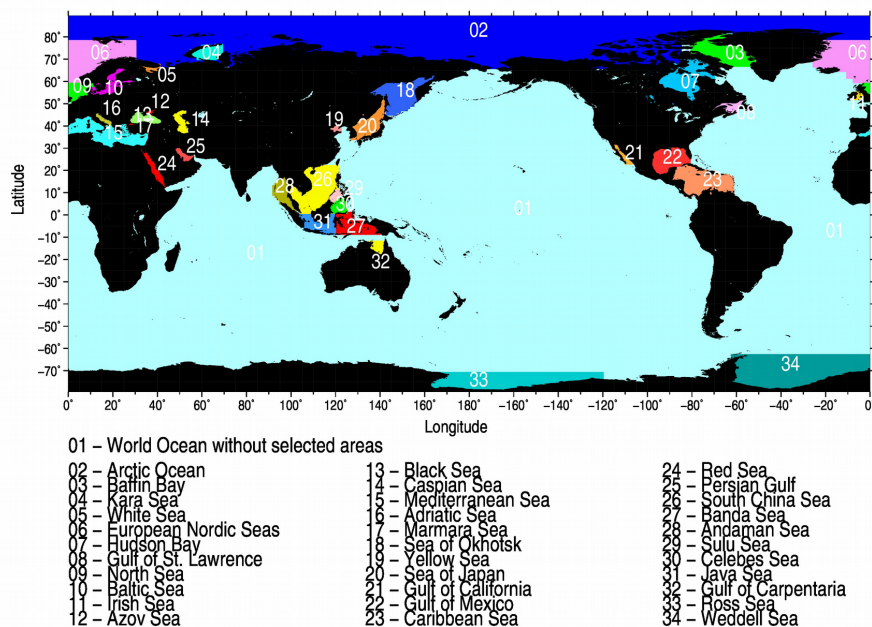 80°
70°
60°
50°
40°
30°
20°
10°
0°
−10°
−20°
−30°
−40°
−50°
−60°
−70°
Latitude
02
06
04
03
06
05
09
10
18
07
16
12
13
14
11
08
15
17
19
20
25
24
21
22
26
28
29
23
30
31
27
01
01
01
32
33
34
0° 20° 40° 60° 80° 100° 120° 140° 160° −180° −160° −140° −120° −100° −80° −60° −40° −20° −0°
Longitude
01 − World Ocean without selected areas
02 − Arctic Ocean
03 − Baffin Bay
04 − Kara Sea
05 − White Sea
06 − European Nordic Seas
07 − Hudson Bay
08 − Gulf of St. Lawrence
09 − North Sea
10 − Baltic Sea
11 − Irish Sea
12 − Azov Sea
13 − Black Sea
14 − Caspian Sea
15 − Mediterranean Sea
16 − Adriatic Sea
17 − Marmara Sea
18 − Sea of Okhotsk
19 − Yellow Sea
20 − Sea of Japan
21 − Gulf of California
22 − Gulf of Mexico
23 − Caribbean Sea
24 − Red Sea
25 − Persian Gulf
26 − South China Sea
27 − Banda Sea
28 − Andaman Sea
29 − Sulu Sea
30 − Celebes Sea
31 − Java Sea
32 − Gulf of Carpentaria
33 − Ross Sea
34 − Weddell Sea